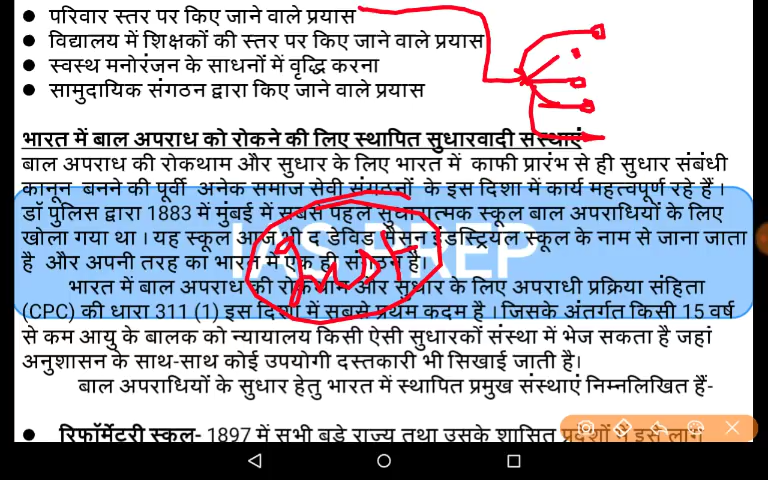 ● परिवार स्तर पर किए जाने वाले प्रयास
● विद्यालय में शिक्षकों की स्तर पर किए जाने वाले प्रयास
● स्वस्थ मनोरंजन के साधनों में वृद्धि करना
● सामुदायिक संगठन द्वारा किए जाने वाले प्रयास
भारत में बाल अपराध को रोकने की लिए स्थापित सुधारवादी संस्थाएं
बाल अपराध की रोकथाम और सुधार के लिए भारत में काफी प्रारंभ से ही सुधार संबंधी
कानून बनने की पूर्वी अनेक समाज सेवी संगठनों के इस दिशा में कार्य महत्वपूर्ण रहे हैं ।
डॉ पुलिस द्वारा 1883 में मुंबई में सबसे पहले सुधारात्मक स्कूल बाल अपराधियों के लिए
खोला गया था । यह स्कूल आज भी द डेविड सैसन इंडस्ट्रियल स्कूल के नाम से जाना जाता
है और अपनी तरह का भारत में एक ही संगठन है।
भारत में बाल अपराध की रोकथाम और सुधार के लिए अपराधी प्रक्रिया संहिता
(CPC) की धारा 311 (1) इस दिशा में सबसे प्रथम कदम है । जिसके अंतर्गत किसी 15 वर्ष
से कम आयु के बालक को न्यायालय किसी ऐसी सुधारकों संस्था में भेज सकता है जहां
अनुशासन के साथ-साथ कोई उपयोगी दस्तकारी भी सिखाई जाती है।
बाल अपराधियों के सुधार हेतु भारत में स्थापित प्रमुख संस्थाएं निम्नलिखित हैं-
● रिफॉर्मेटरी स्कूल- 1897 में सभी बड़े राज्य तथा उसके शासित प्रदेशों में इसे लागू